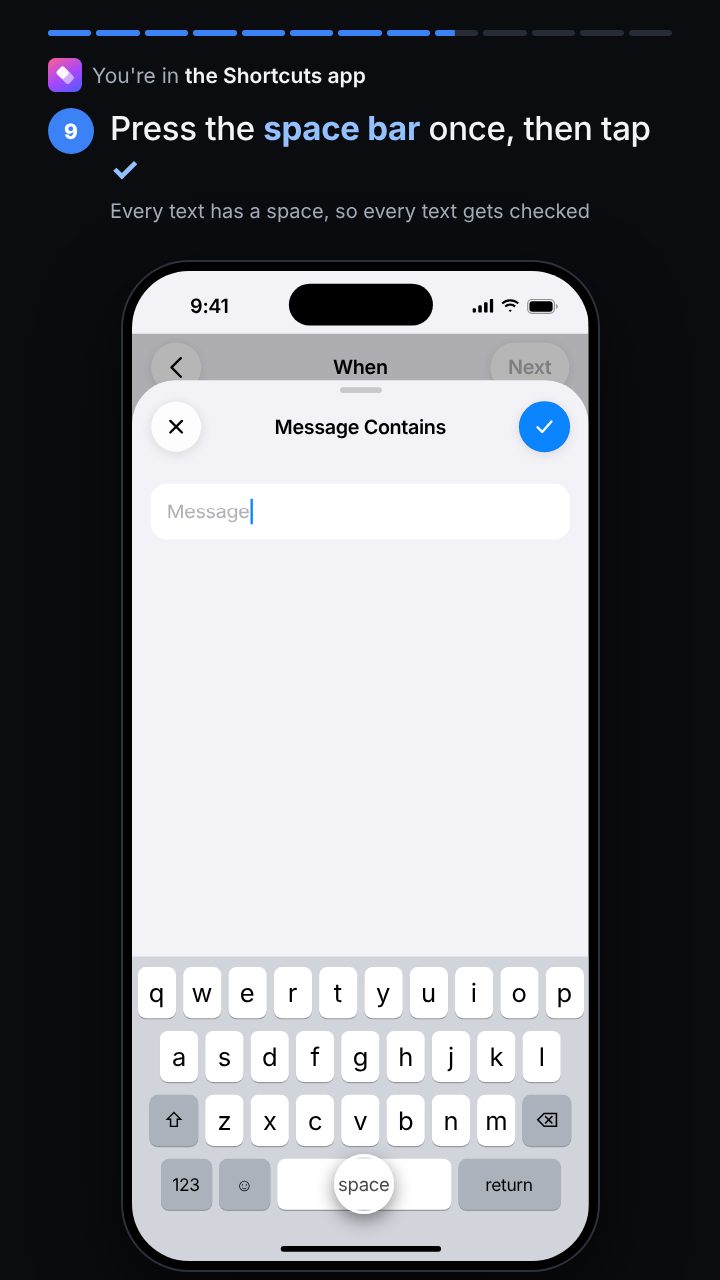 You're in the Shortcuts app
9
Press the space bar once, then tap
✓
Every text has a space, so every text gets checked
9:41
When
Next
Message Contains
Message
q w e r t y u i o p
a s d f g h j k l
z x c v b n m
123 space return